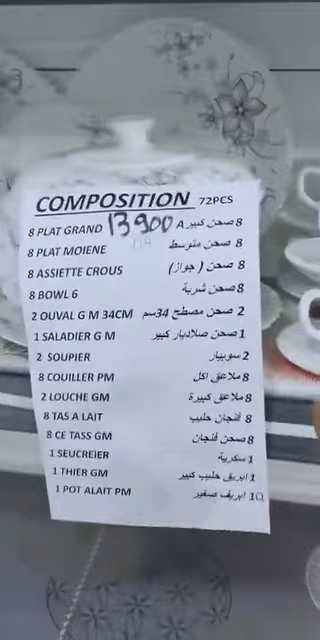 COMPOSITION 72PCS
8 PLAT GRAND 13900 8 صحن كبير A
8 PLAT MOIENE 8 صحن متوسط
8 ASSIETTE CROUS 8 صحن (جواز)
8 BOWL 6 8 صحن شربة
2 OUVAL G M 34CM 2 صحن مصطح 34سم
1 SALADIER G M 1 صحن صلاديار كبير
2 SOUPIER 2 سوبيار
8 COUILLER PM 8 ملاعق اكل
2 LOUCHE GM 8 ملاعق كبيرة
8 TAS A LAIT 8 فنجان حليب
8 CE TASS GM 8 صحن فنجان
1 SEUCREIER 1 سكرية
1 THIER GM 1 ابريق حليب كبير
1 POT ALAIT PM 1 ابريق صغير